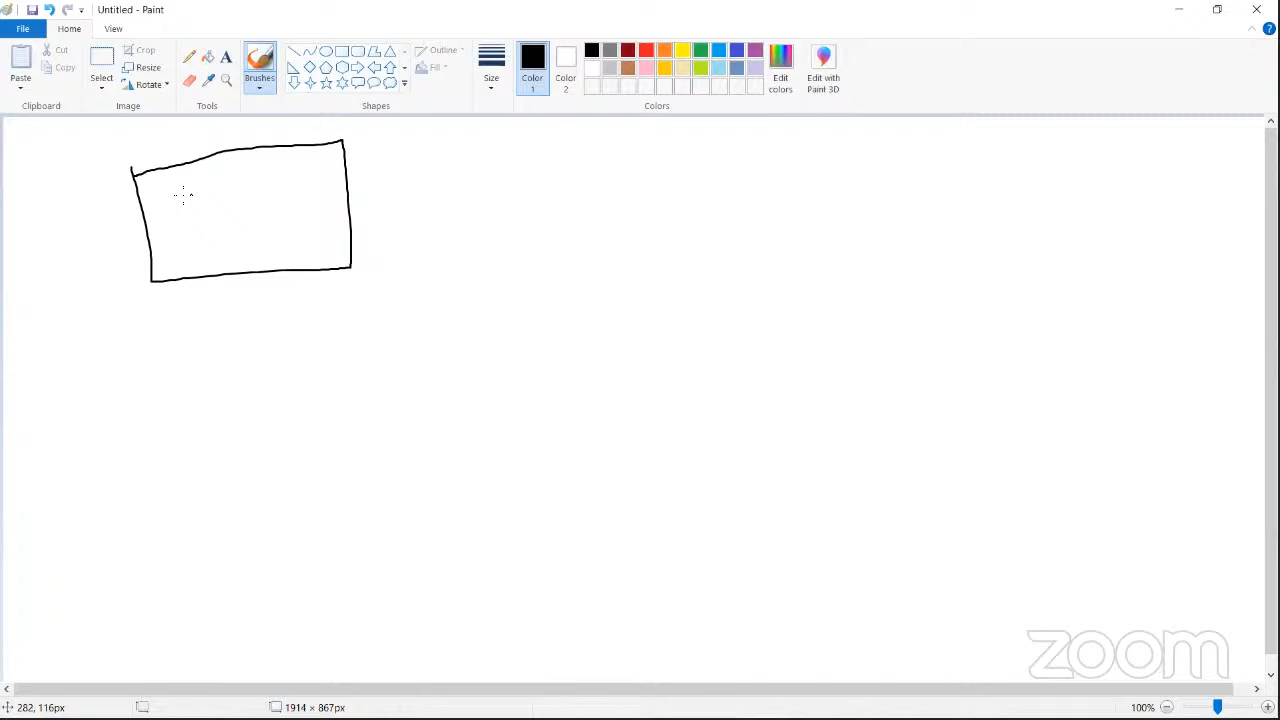 Untitled - Paint
File Home View
Paste
Cut
Copy
Clipboard
Select
Crop
Resize
Rotate
Image
Tools
Brushes
Shapes
Outline
Fill
Size
Color 1
Color 2
Edit colors
Edit with Paint 3D
Colors
zoom
282, 116px
1914 × 867px
100%